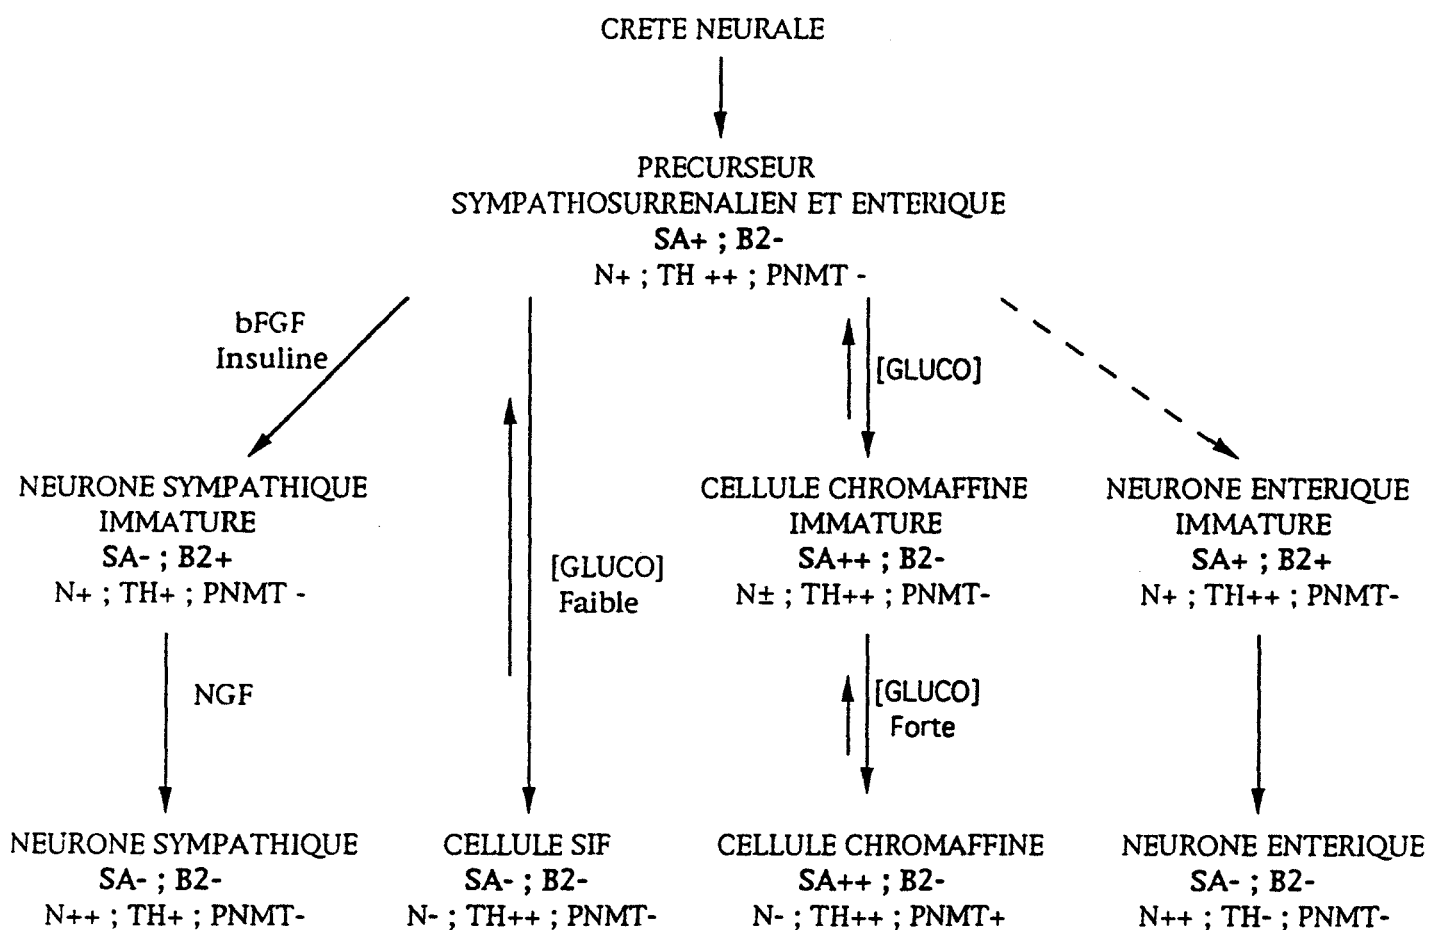 CRETE NEURALE
PRECURSEUR
SYMPATHOSURRENALIEN ET ENTERIQUE
SA+ ; B2-
N+ ; TH ++ ; PNMT -
bFGF
Insuline
[GLUCO]
NEURONE SYMPATHIQUE
IMMATURE
SA- ; B2+
N+ ; TH+ ; PNMT -
[GLUCO]
Faible
CELLULE CHROMAFFINE
IMMATURE
SA++ ; B2-
N± ; TH++ ; PNMT-
NEURONE ENTERIQUE
IMMATURE
SA+ ; B2+
N+ ; TH++ ; PNMT-
NGF
[GLUCO]
Forte
NEURONE SYMPATHIQUE
SA- ; B2-
N++ ; TH+ ; PNMT-
CELLULE SIF
SA- ; B2-
N- ; TH++ ; PNMT-
CELLULE CHROMAFFINE
SA++ ; B2-
N- ; TH++ ; PNMT+
NEURONE ENTERIQUE
SA- ; B2-
N++ ; TH- ; PNMT-